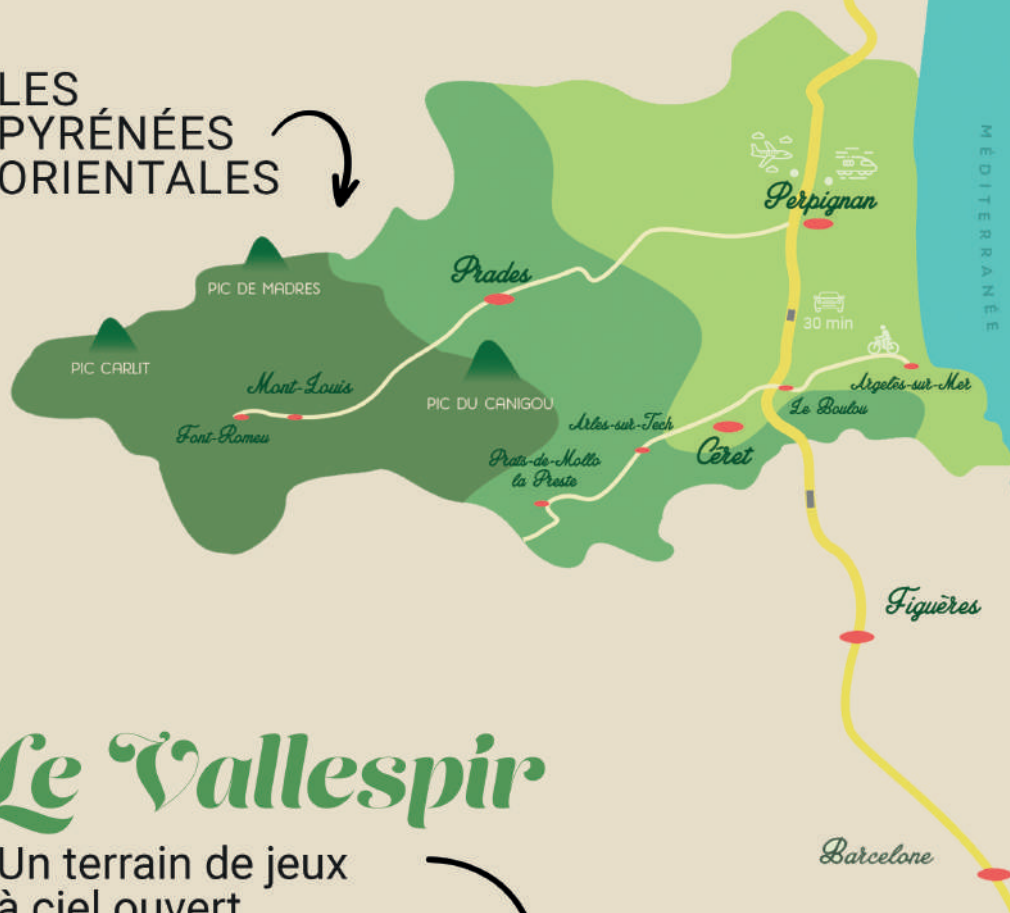 LES
PYRÉNÉES
ORIENTALES
MÉDITERRANÉE
Perpignan
Prades
PIC DE MADRES
30 min
PIC CARLIT
Mont-Louis
Argelès-sur-Mer
PIC DU CANIGOU
Le Boulou
Arles-sur-Tech
Font-Romeu
Céret
Prats-de-Mollo
la Preste
Figuères
Le Vallespir
Un terrain de jeux
à ciel ouvert
Barcelone